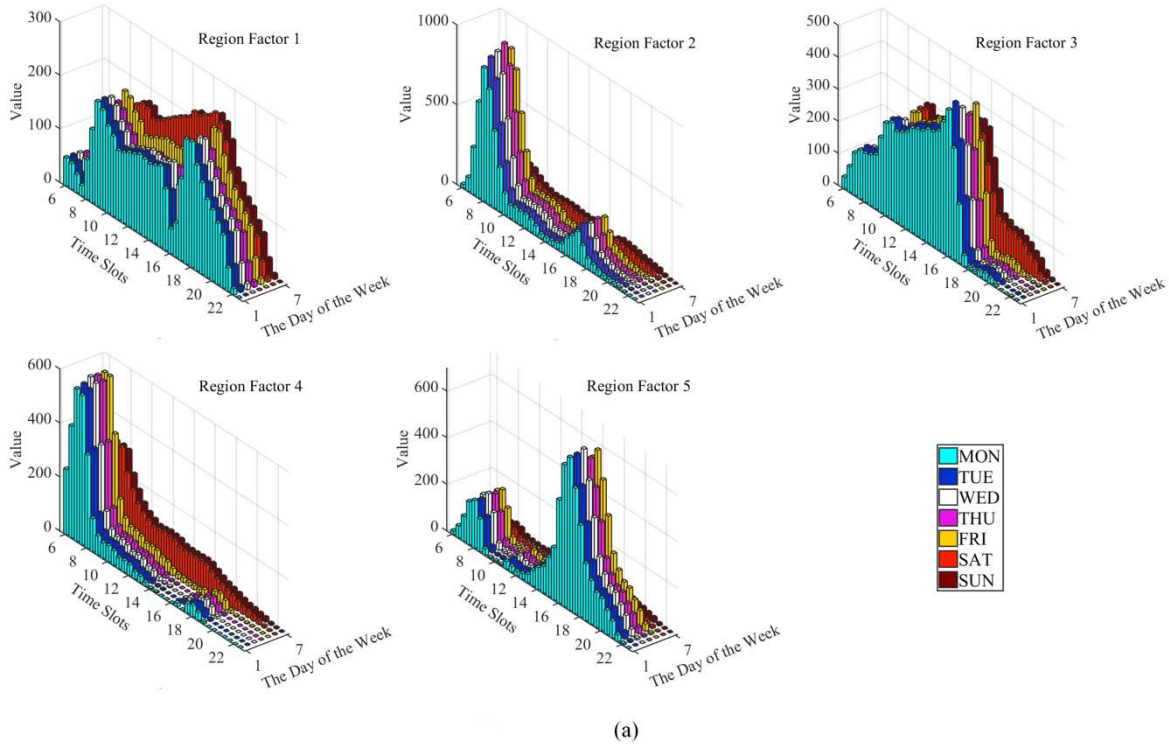 Region Factor 1
Value
300
200
100
0
6
8
10
12
14
16
18
20
22
Time Slots
1
7
The Day of the Week
Region Factor 2
Value
1000
500
0
6
8
10
12
14
16
18
20
22
Time Slots
1
7
The Day of the Week
Region Factor 3
Value
500
400
300
200
100
0
6
8
10
12
14
16
18
20
22
Time Slots
1
7
The Day of the Week
Region Factor 4
Value
600
400
200
0
6
8
10
12
14
16
18
20
22
Time Slots
1
7
The Day of the Week
Region Factor 5
Value
600
400
200
0
6
8
10
12
14
16
18
20
22
Time Slots
1
7
The Day of the Week
MON
TUE
WED
THU
FRI
SAT
SUN
(a)